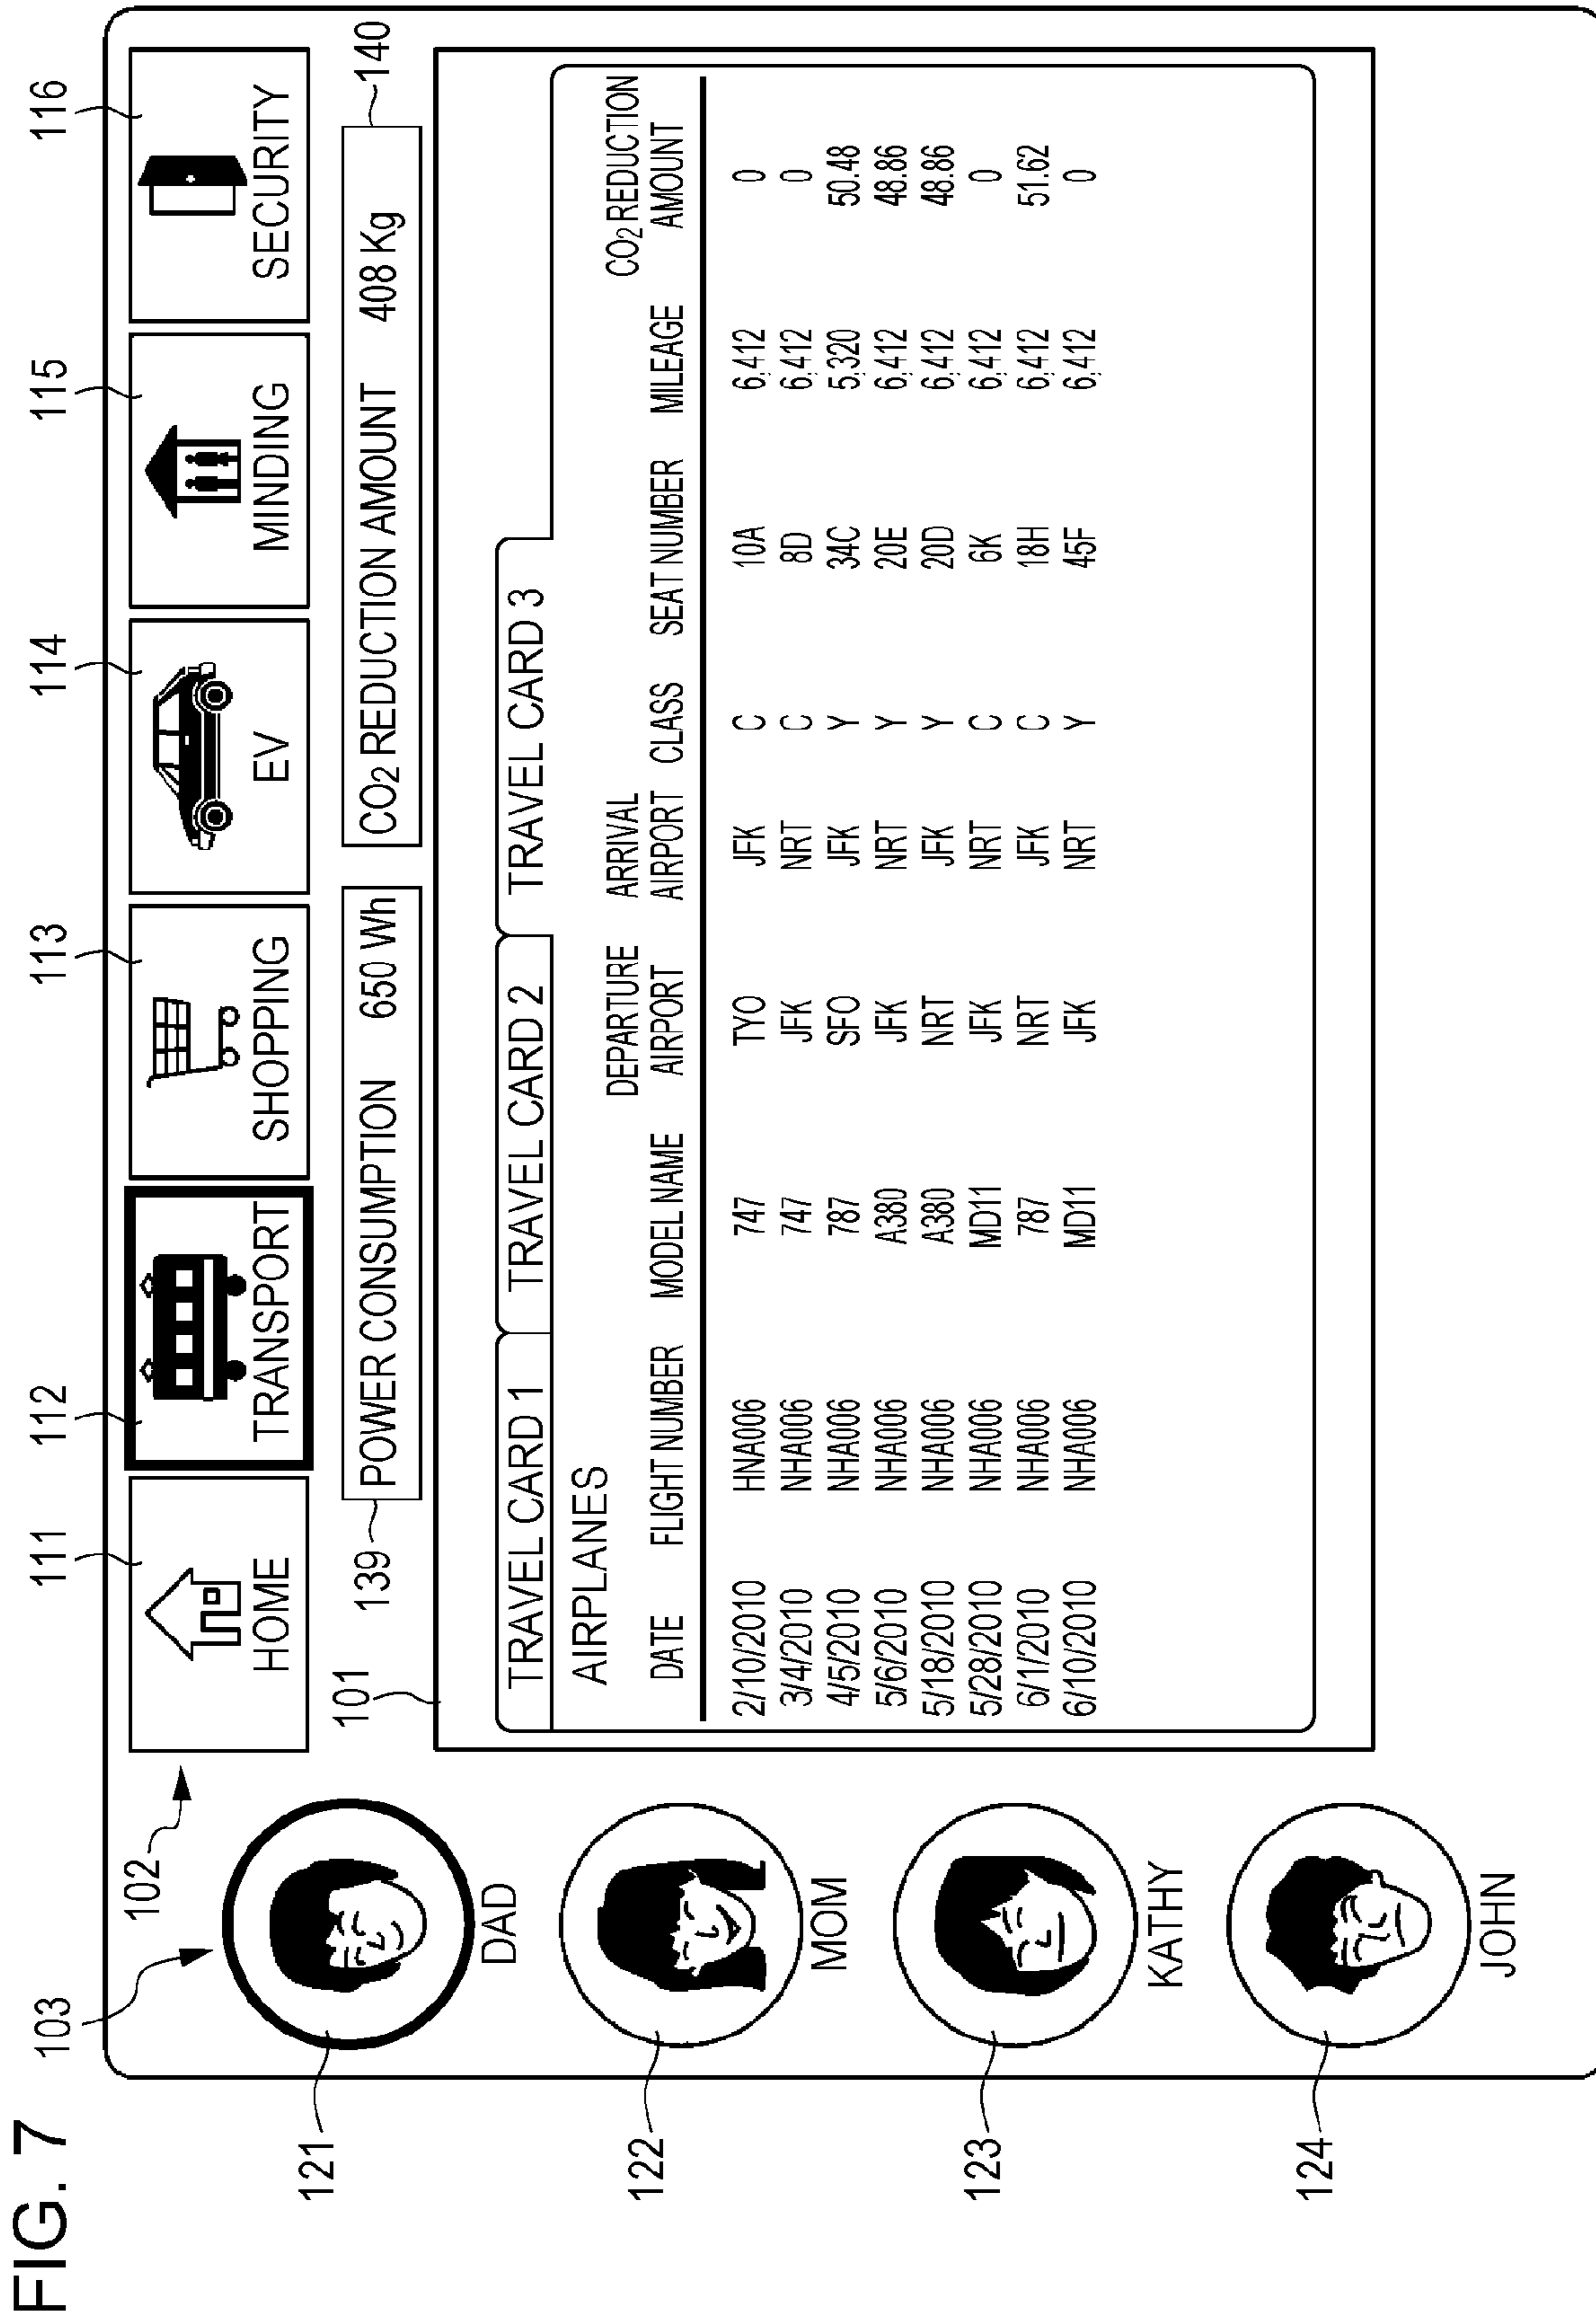 FIG. 7
103
102
111
112
113
114
115
116
HOME
TRANSPORT
SHOPPING
EV
MINDING
SECURITY
139
POWER CONSUMPTION 650 Wh
CO2 REDUCTION AMOUNT 408 Kg
140
101
121
DAD
122
MOM
123
KATHY
124
JOHN
TRAVEL CARD 1 TRAVEL CARD 2 TRAVEL CARD 3
AIRPLANES
DATE FLIGHT NUMBER MODEL NAME DEPARTURE AIRPORT ARRIVAL AIRPORT CLASS SEAT NUMBER MILEAGE CO2 REDUCTION AMOUNT
2/10/2010 HNA006 747 TYO JFK C 10A 6,412 0
3/4/2010 NHA006 747 JFK NRT C 8D 6,412 0
4/5/2010 NHA006 787 SFO JFK Y 34C 5,320 50.48
5/6/2010 NHA006 A380 JFK NRT Y 20E 6,412 48.86
5/18/2010 NHA006 A380 NRT JFK Y 20D 6,412 48.86
5/28/2010 NHA006 MD11 JFK NRT C 6K 6,412 0
6/1/2010 NHA006 787 NRT JFK C 18H 6,412 51.62
6/10/2010 NHA006 MD11 JFK NRT Y 45F 6,412 0